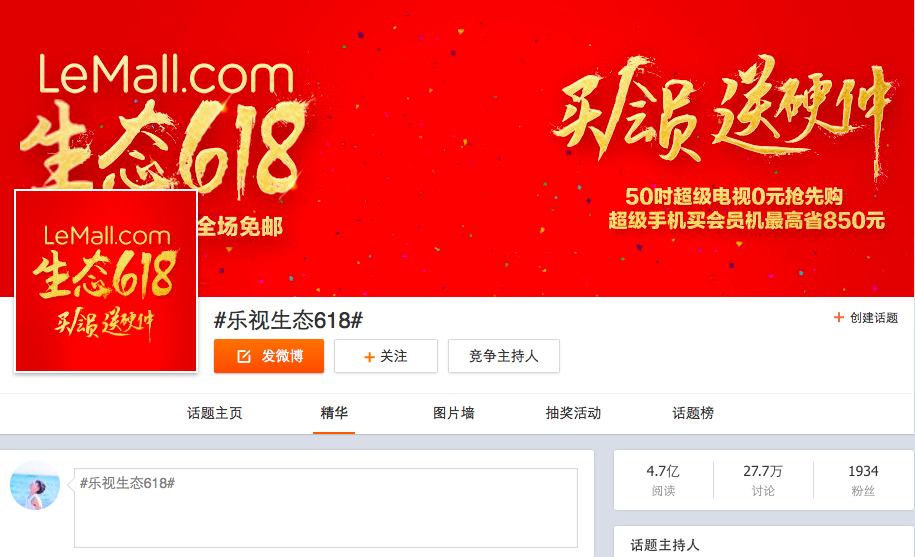 LeMall.com
生态618
全场免邮
买会员 送硬件
50吋超级电视0元抢先购
超级手机买会员机最高省850元
LeMall.com
生态618
买会员 送硬件
#乐视生态618#
+ 创建话题
发微博
+ 关注
竞争主持人
话题主页
精华
图片墙
抽奖活动
话题榜
#乐视生态618#
4.7亿
阅读
27.7万
讨论
1934
粉丝
话题主持人